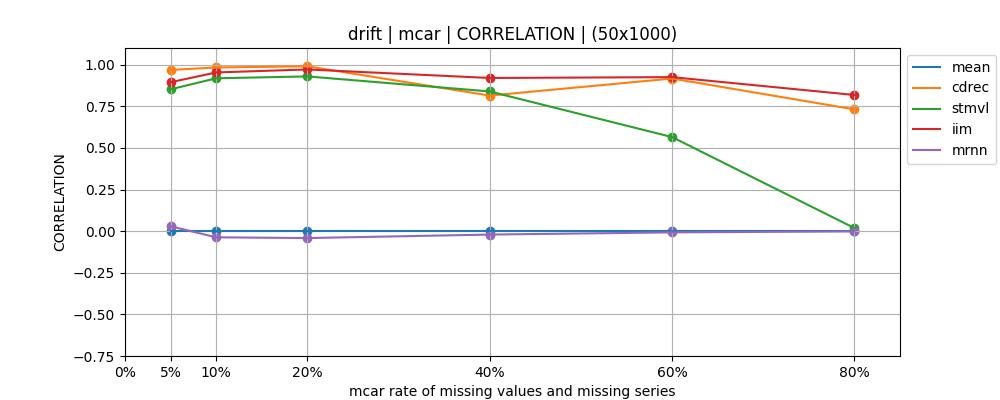 drift | mcar | CORRELATION | (50x1000)
CORRELATION
1.00
0.75
0.50
0.25
0.00
−0.25
−0.50
−0.75
0% 5% 10% 20% 40% 60% 80%
mcar rate of missing values and missing series
mean
cdrec
stmvl
iim
mrnn